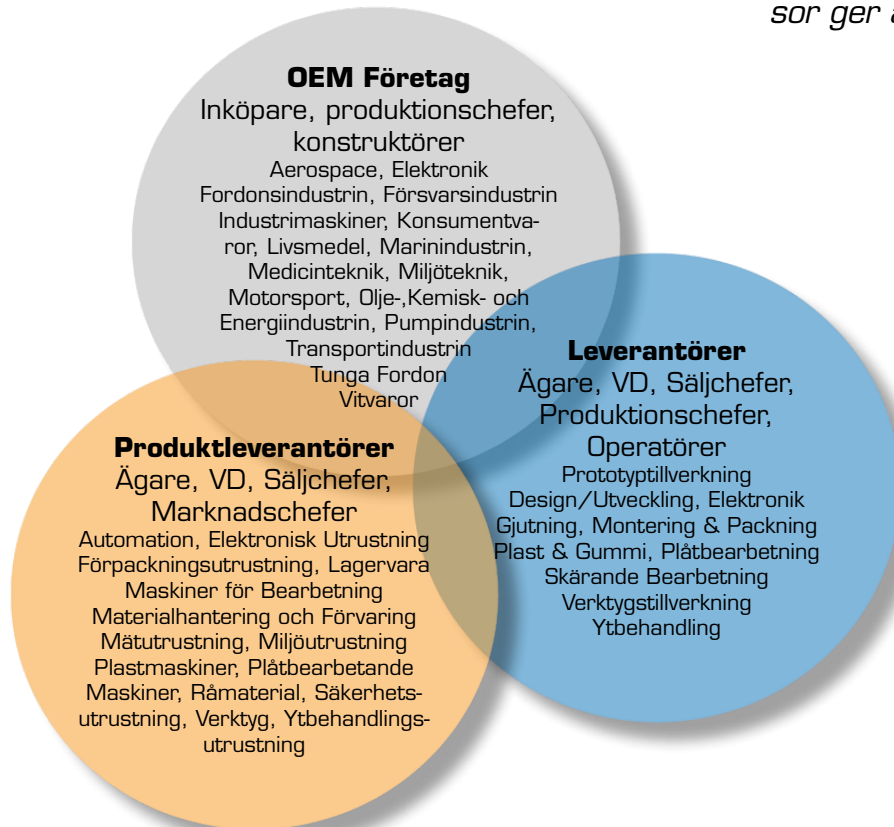 sor ger
OEM Företag
Inköpare, produktionschefer,
konstruktörer
Aerospace, Elektronik
Fordonsindustrin, Försvarsindustrin
Industrimaskiner, Konsumentva-
ror, Livsmedel, Marinindustrin,
Medicinteknik, Miljöteknik,
Motorsport, Olje-,Kemisk- och
Energiindustrin, Pumpindustrin,
Transportindustrin
Tunga Fordon
Vitvaror
Leverantörer
Ägare, VD, Säljchefer,
Produktionschefer,
Operatörer
Prototyptillverkning
Design/Utveckling, Elektronik
Gjutning, Montering & Packning
Plast & Gummi, Plåtbearbetning
Skärande Bearbetning
Verktygstillverkning
Ytbehandling
Produktleverantörer
Ägare, VD, Säljchefer,
Marknadschefer
Automation, Elektronisk Utrustning
Förpackningsutrustning, Lagervara
Maskiner för Bearbetning
Materialhantering och Förvaring
Mätutrustning, Miljöutrustning
Plastmaskiner, Plåtbearbetande
Maskiner, Råmaterial, Säkerhets-
utrustning, Verktyg, Ytbehandlings-
utrustning